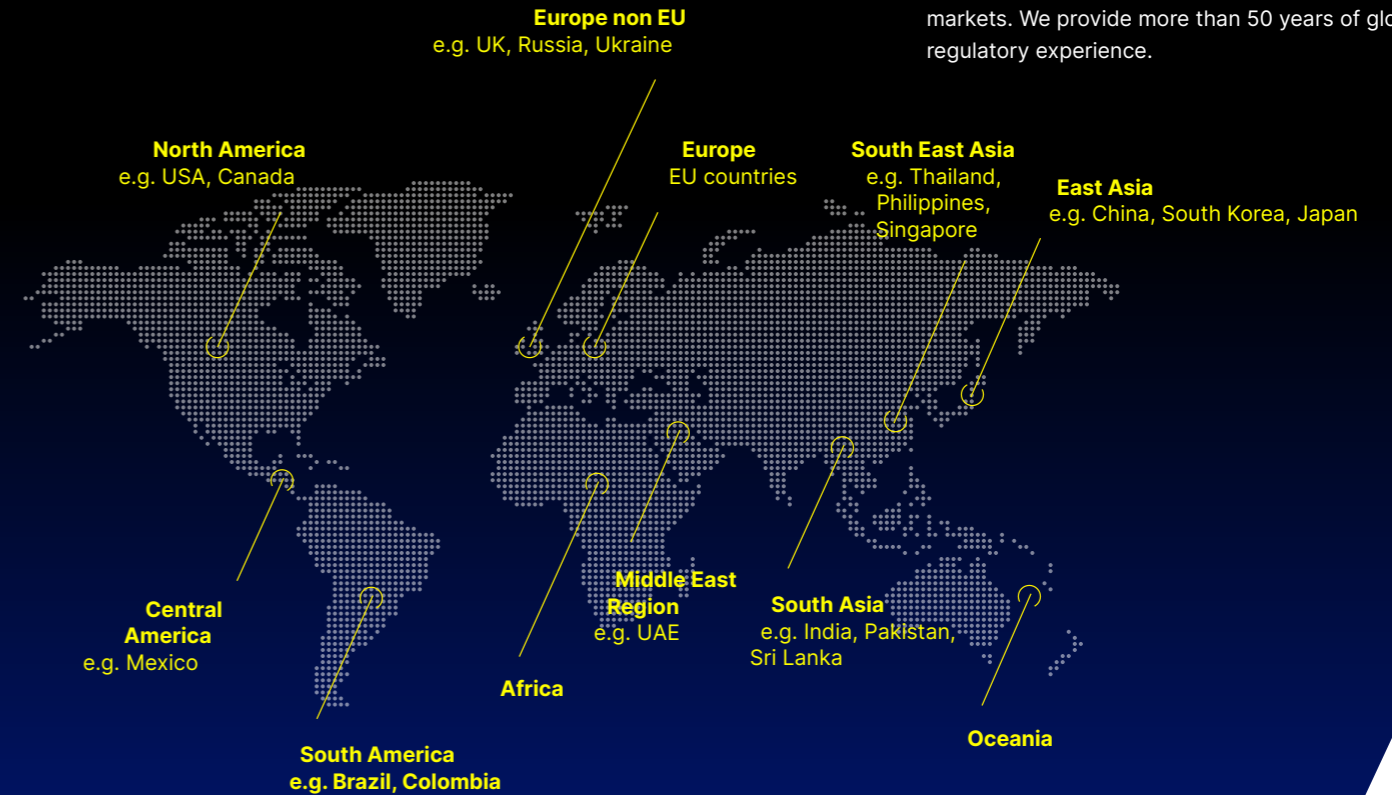 markets. We provide more than 50 years of
regulatory experience.
Europe non EU
e.g. UK, Russia, Ukraine
North America
e.g. USA, Canada
Europe
EU countries
South East Asia
e.g. Thailand,
Philippines,
Singapore
East Asia
e.g. China, South Korea, Japan
Central
America
e.g. Mexico
South America
e.g. Brazil, Colombia
Africa
Middle East
Region
e.g. UAE
South Asia
e.g. India, Pakistan,
Sri Lanka
Oceania